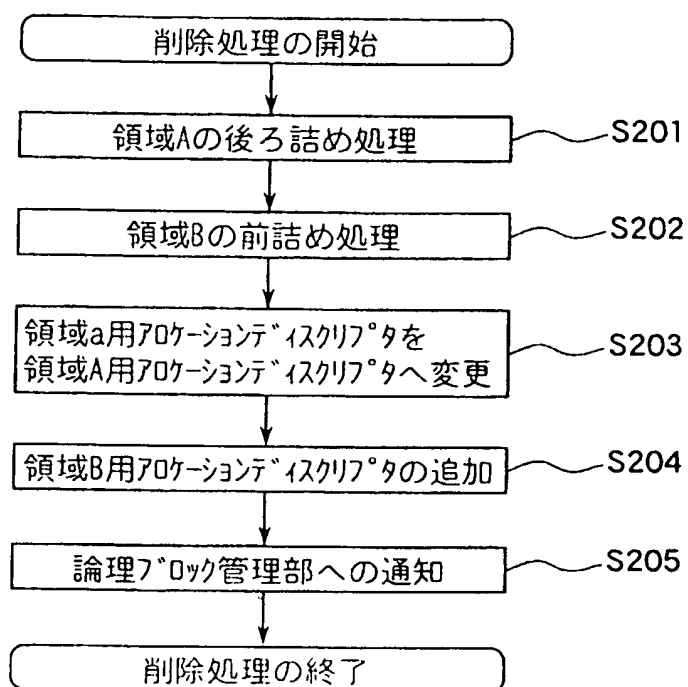 削除処理の開始
領域Aの後ろ詰め処理
S201
領域Bの前詰め処理
S202
領域a用ｱﾛｹｰｼｮﾝﾃﾞｨｽｸﾘﾌﾟﾀを
領域A用ｱﾛｹｰｼｮﾝﾃﾞｨｽｸﾘﾌﾟﾀへ変更
S203
領域B用ｱﾛｹｰｼｮﾝﾃﾞｨｽｸﾘﾌﾟﾀの追加
S204
論理ﾌﾞﾛｯｸ管理部への通知
S205
削除処理の終了